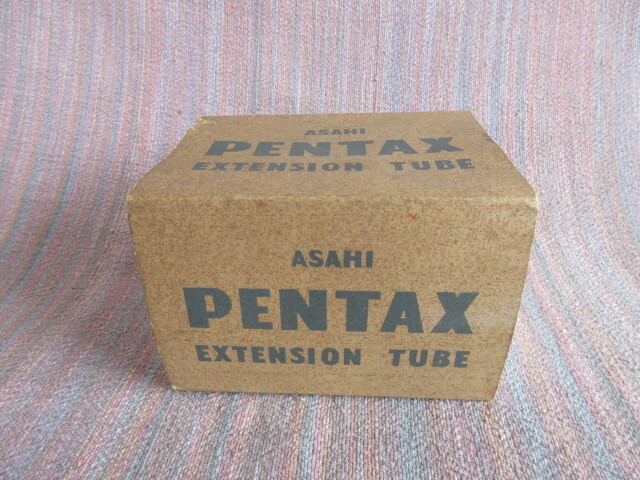 ASAHI
PENTAX
EXTENSION TUBE
ASAHI
PENTAX
EXTENSION TUBE